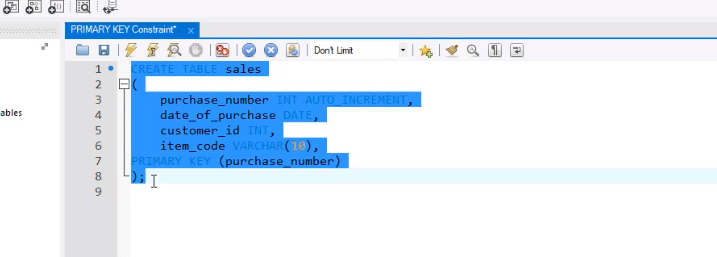 PRIMARY KEY Constraint*
Don't Limit
ables
1 CREATE TABLE sales
2 (
3 purchase_number INT AUTO_INCREMENT,
4 date_of_purchase DATE,
5 customer_id INT,
6 item_code VARCHAR(10),
7 PRIMARY KEY (purchase_number)
8 );
9